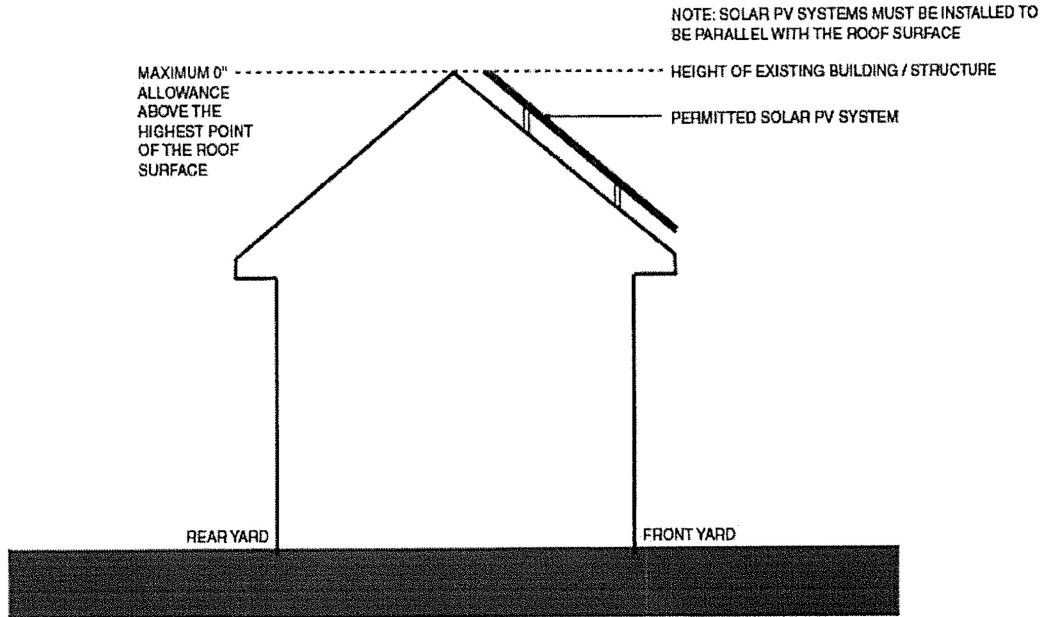 NOTE: SOLAR PV SYSTEMS MUST BE INSTALLED TO
BE PARALLEL WITH THE ROOF SURFACE
MAXIMUM 0"
ALLOWANCE
ABOVE THE
HIGHEST POINT
OF THE ROOF
SURFACE
HEIGHT OF EXISTING BUILDING / STRUCTURE
PERMITTED SOLAR PV SYSTEM
REAR YARD
FRONT YARD